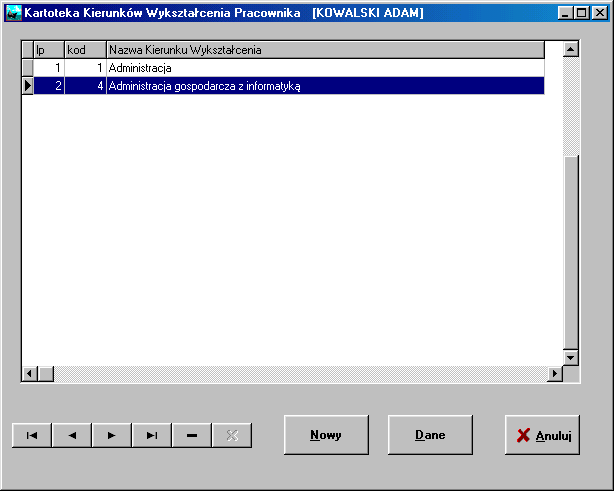 Kartoteka Kierunków Wykształcenia Pracownika [KOWALSKI ADAM]
lp kod Nazwa Kierunku Wykształcenia
1 1 Administracja
2 4 Administracja gospodarcza z informatyką
Nowy Dane Anuluj